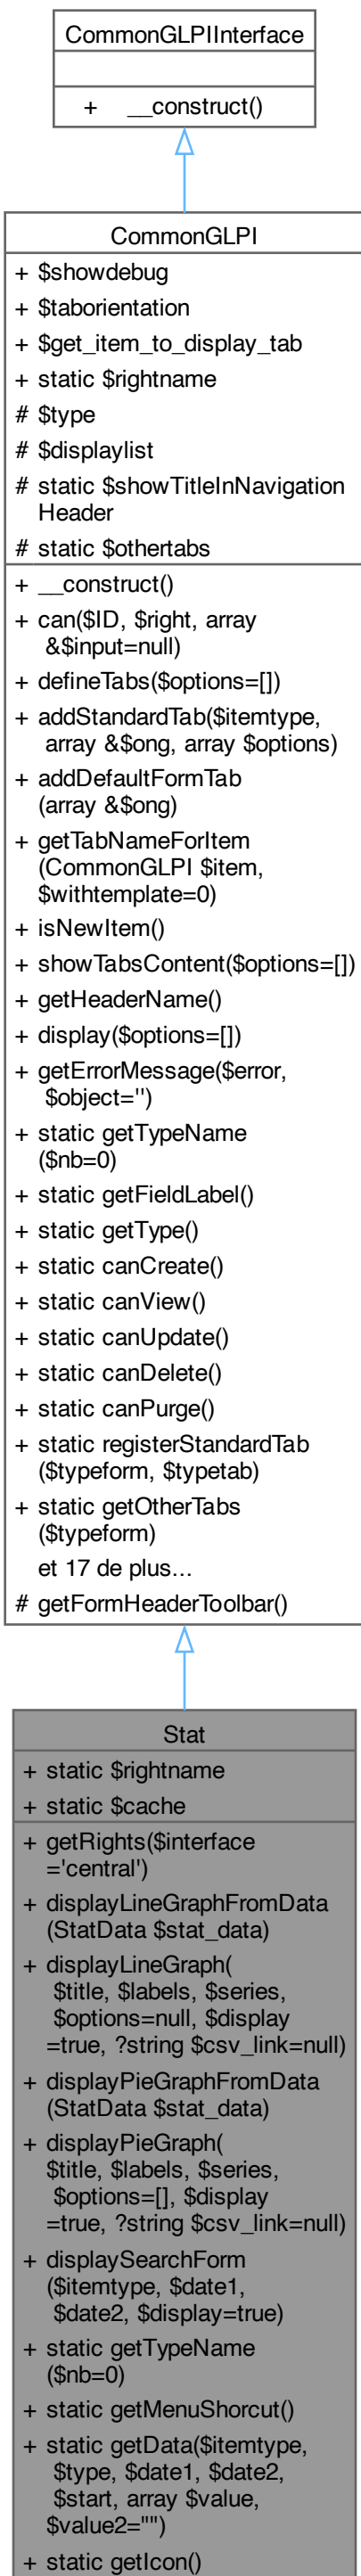 CommonGLPIInterface
+ __construct()
CommonGLPI
+ $showdebug
+ $taborientation
+ $get_item_to_display_tab
+ static $rightname
# $type
# $displaylist
# static $showTitleInNavigation
Header
# static $othertabs
+ __construct()
+ can($ID, $right, array
&$input=null)
+ defineTabs($options=[])
+ addStandardTab($itemtype,
array &$ong, array $options)
+ addDefaultFormTab
(array &$ong)
+ getTabNameForItem
(CommonGLPI $item,
$withtemplate=0)
+ isNewItem()
+ showTabsContent($options=[])
+ getHeaderName()
+ display($options=[])
+ getErrorMessage($error,
$object='')
+ static getTypeName
($nb=0)
+ static getFieldLabel()
+ static getType()
+ static canCreate()
+ static canView()
+ static canUpdate()
+ static canDelete()
+ static canPurge()
+ static registerStandardTab
($typeform, $typetab)
+ static getOtherTabs
($typeform)
et 17 de plus...
# getFormHeaderToolbar()
Stat
+ static $rightname
+ static $cache
+ getRights($interface
='central')
+ displayLineGraphFromData
(StatData $stat_data)
+ displayLineGraph(
$title, $labels, $series,
$options=null, $display
=true, ?string $csv_link=null)
+ displayPieGraphFromData
(StatData $stat_data)
+ displayPieGraph(
$title, $labels, $series,
$options=[], $display
=true, ?string $csv_link=null)
+ displaySearchForm
($itemtype, $date1,
$date2, $display=true)
+ static getTypeName
($nb=0)
+ static getMenuShorcut()
+ static getData($itemtype,
$type, $date1, $date2,
$start, array $value,
$value2="")
+ static getIcon()